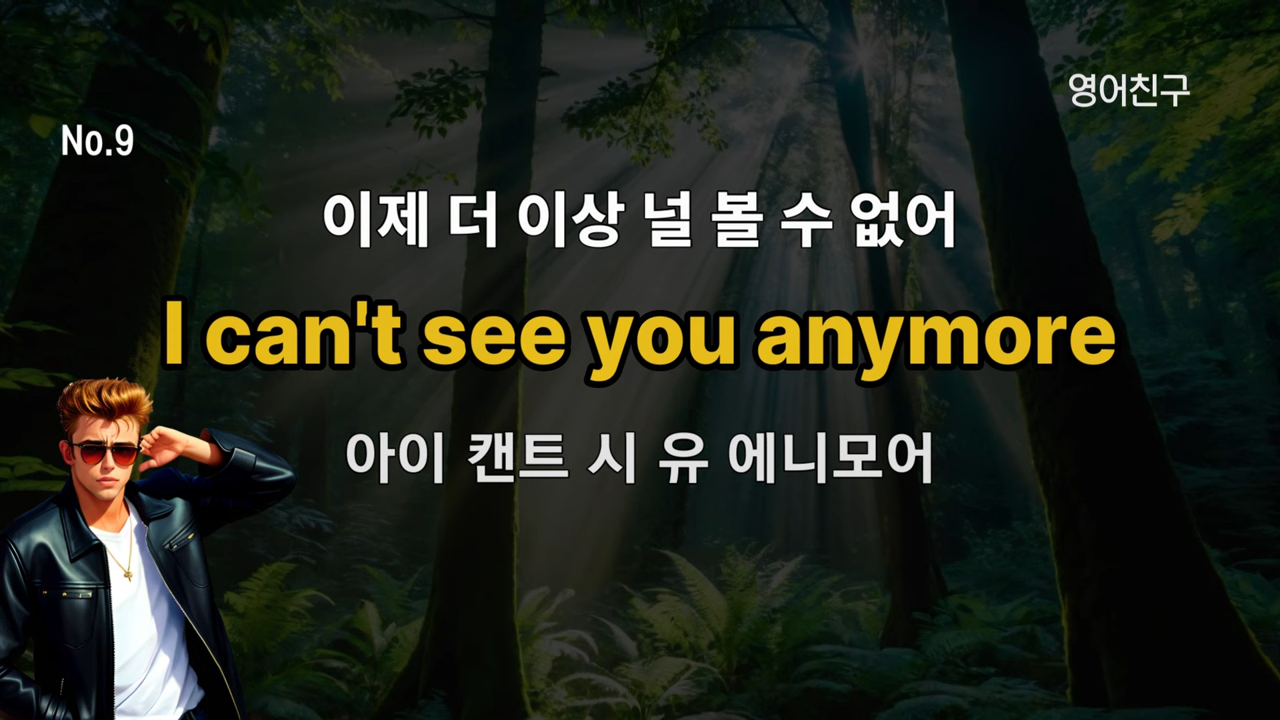 영어친구
No.9
이제 더 이상 널 볼 수 없어
I can't see you anymore
아이 캔트 시 유 에니모어